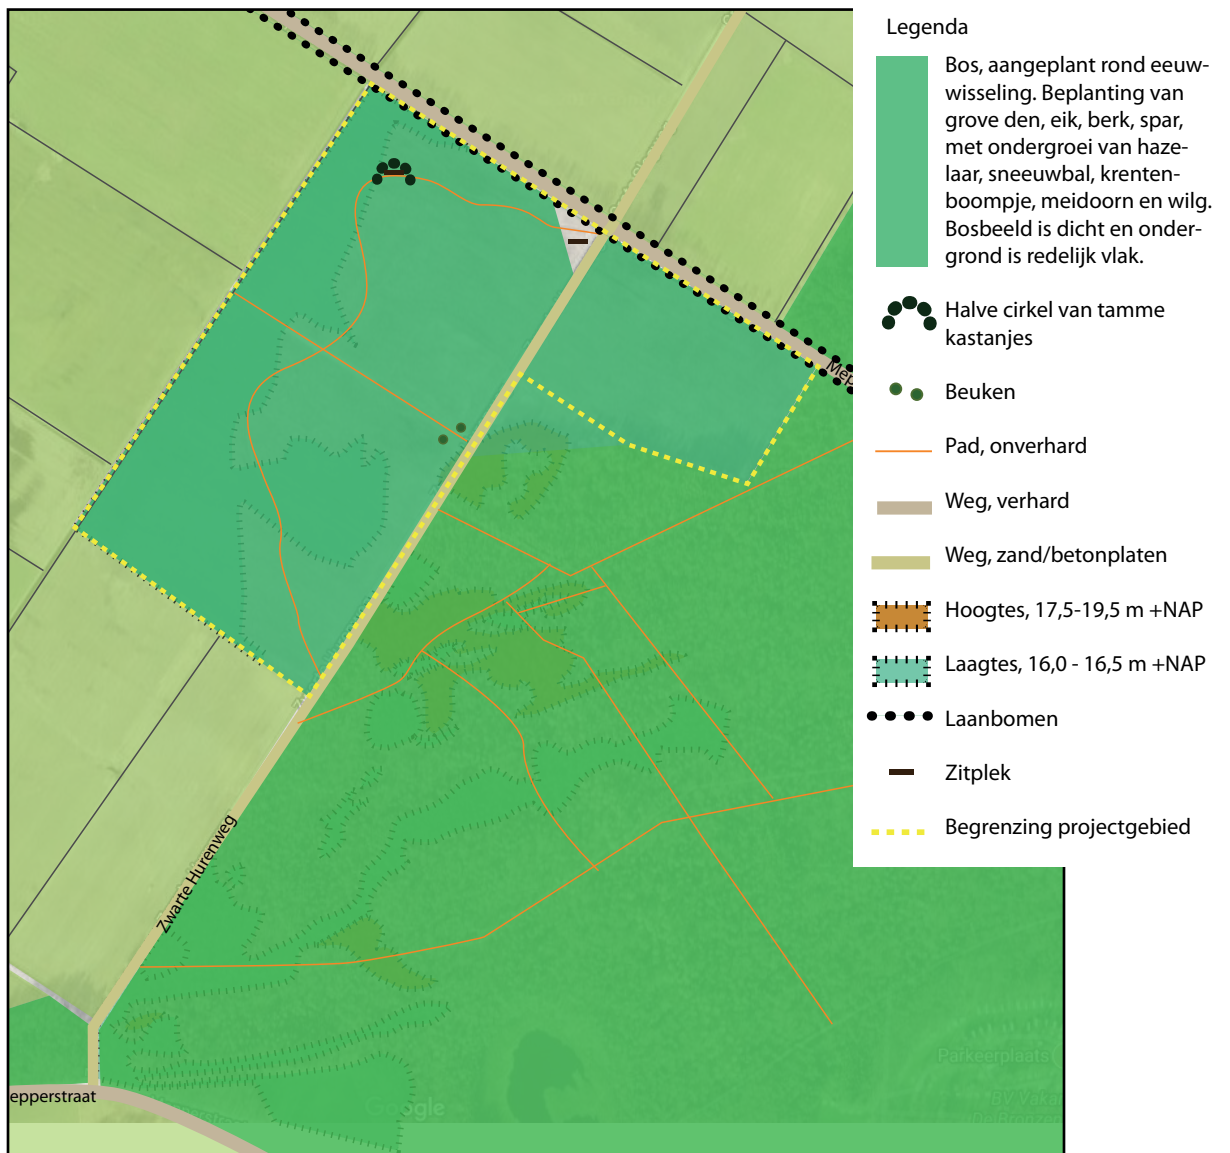 Legenda
Bos, aangeplant rond eeuw-
wisseling. Beplanting van
grove den, eik, berk, spar,
met ondergroei van haze-
laar, sneeuwbal, krenten-
boompje, meidoorn en wilg.
Bosbeeld is dicht en onder-
grond is redelijk vlak.
Halve cirkel van tamme
kastanjes
Beuken
Pad, onverhard
Weg, verhard
Weg, zand/betonplaten
Hoogtes, 17,5-19,5 m +NAP
Laagtes, 16,0 - 16,5 m +NAP
Laanbomen
Zitplek
Begrenzing projectgebied
Mep
Zwarte Hurenweg
epperstraat
Parkeerplaats
Google